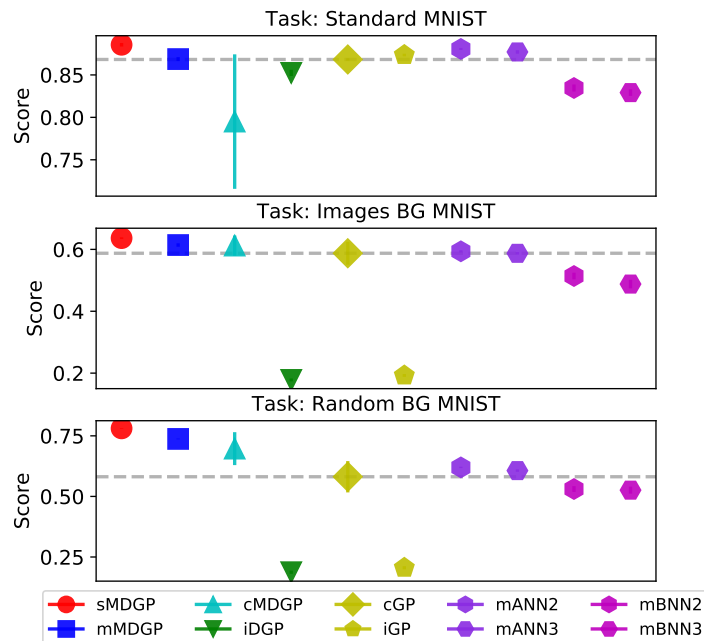 Task: Standard MNIST
Score
0.85
0.80
0.75
Task: Images BG MNIST
Score
0.6
0.4
0.2
Task: Random BG MNIST
Score
0.75
0.50
0.25
sMDGP cMDGP cGP mANN2 mBNN2
mMDGP iDGP iGP mANN3 mBNN3